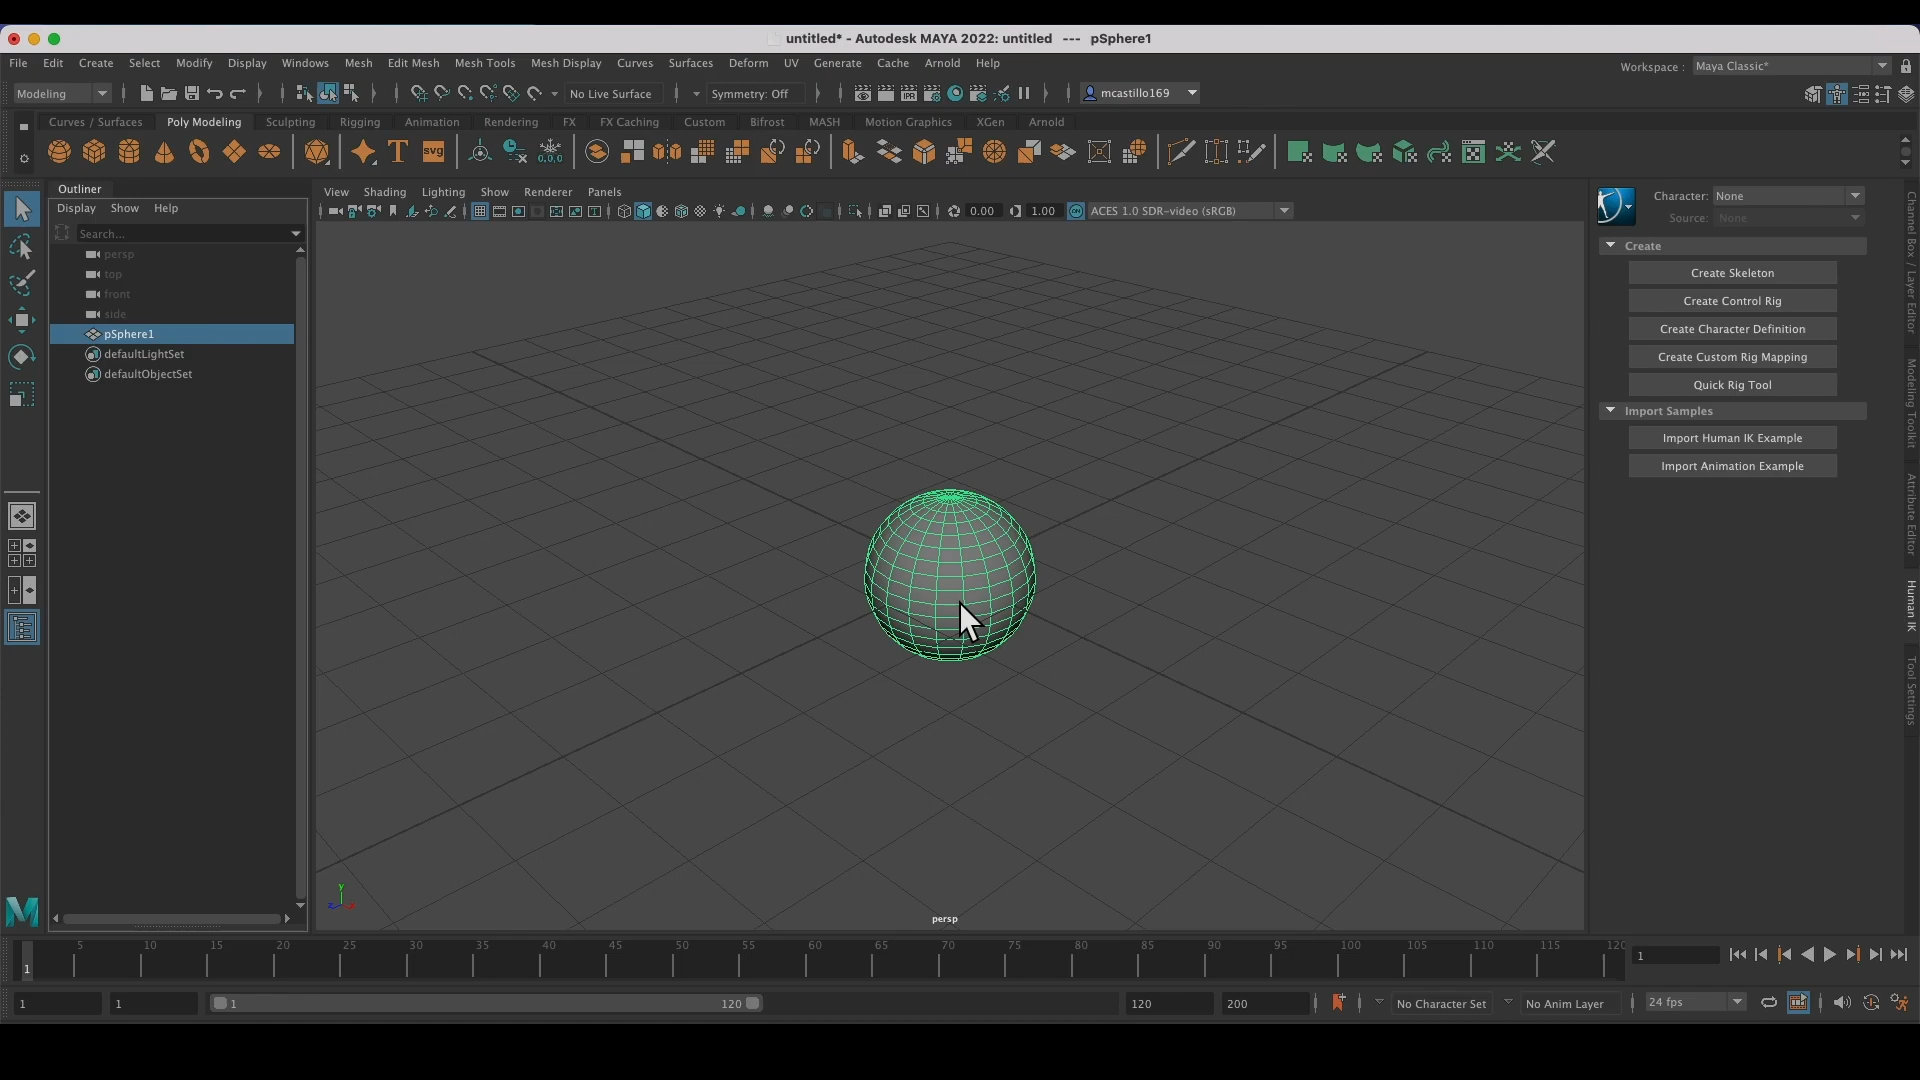 untitled* - Autodesk MAYA 2022: untitled --- pSphere1
File Edit Create Select Modify Display Windows Mesh Edit Mesh Mesh Tools Mesh Display Curves Surfaces Deform UV Generate Cache Arnold Help
Workspace : Maya Classic*
Modeling No Live Surface Symmetry: Off mcastillo169
Curves / Surfaces Poly Modeling Sculpting Rigging Animation Rendering FX FX Caching Custom Bifrost MASH Motion Graphics XGen Arnold
T SVG 0,0,0
Outliner
Display Show Help
Search...
persp
top
front
side
pSphere1
defaultLightSet
defaultObjectSet
View Shading Lighting Show Renderer Panels
0.00 1.00 ACES 1.0 SDR-video (sRGB)
y
z x
persp
Character: None
Source: None
Create
Create Skeleton
Create Control Rig
Create Character Definition
Create Custom Rig Mapping
Quick Rig Tool
Import Samples
Import Human IK Example
Import Animation Example
Channel Box / Layer Editor
Modeling Toolkit
Attribute Editor
Human IK
Tool Settings
M
5 10 15 20 25 30 35 40 45 50 55 60 65 70 75 80 85 90 95 100 105 110 115 120
1
1
1 1 1 120 120 200 No Character Set No Anim Layer 24 fps